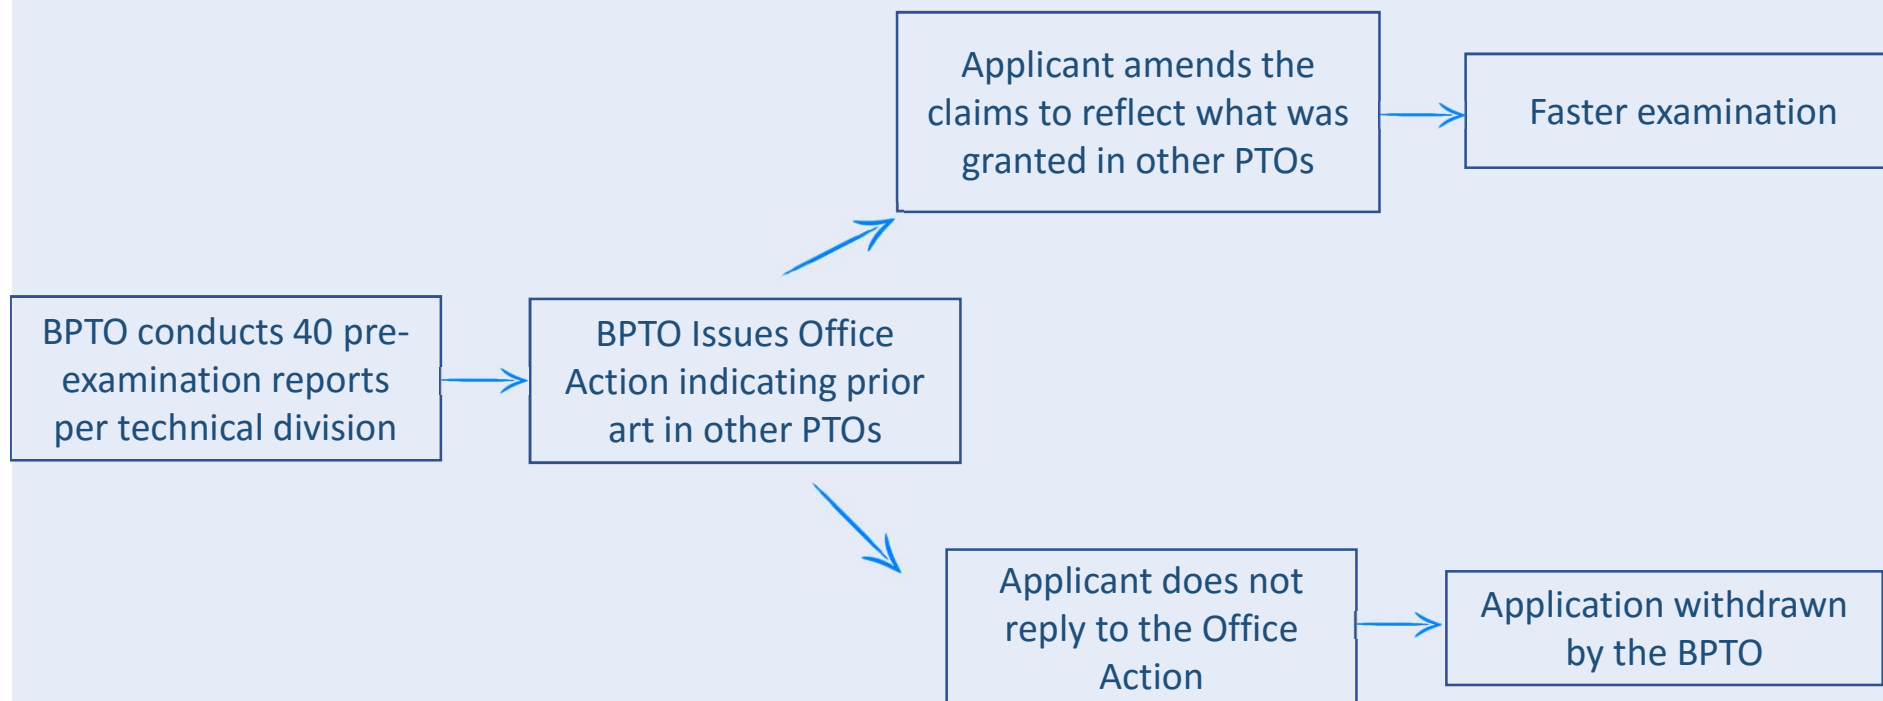 Applicant amends the
claims to reflect what was
granted in other PTOs
Faster examination
BPTO conducts 40 pre-
examination reports
per technical division
BPTO Issues Office
Action indicating prior
art in other PTOs
Applicant does not
reply to the Office
Action
Application withdrawn
by the BPTO